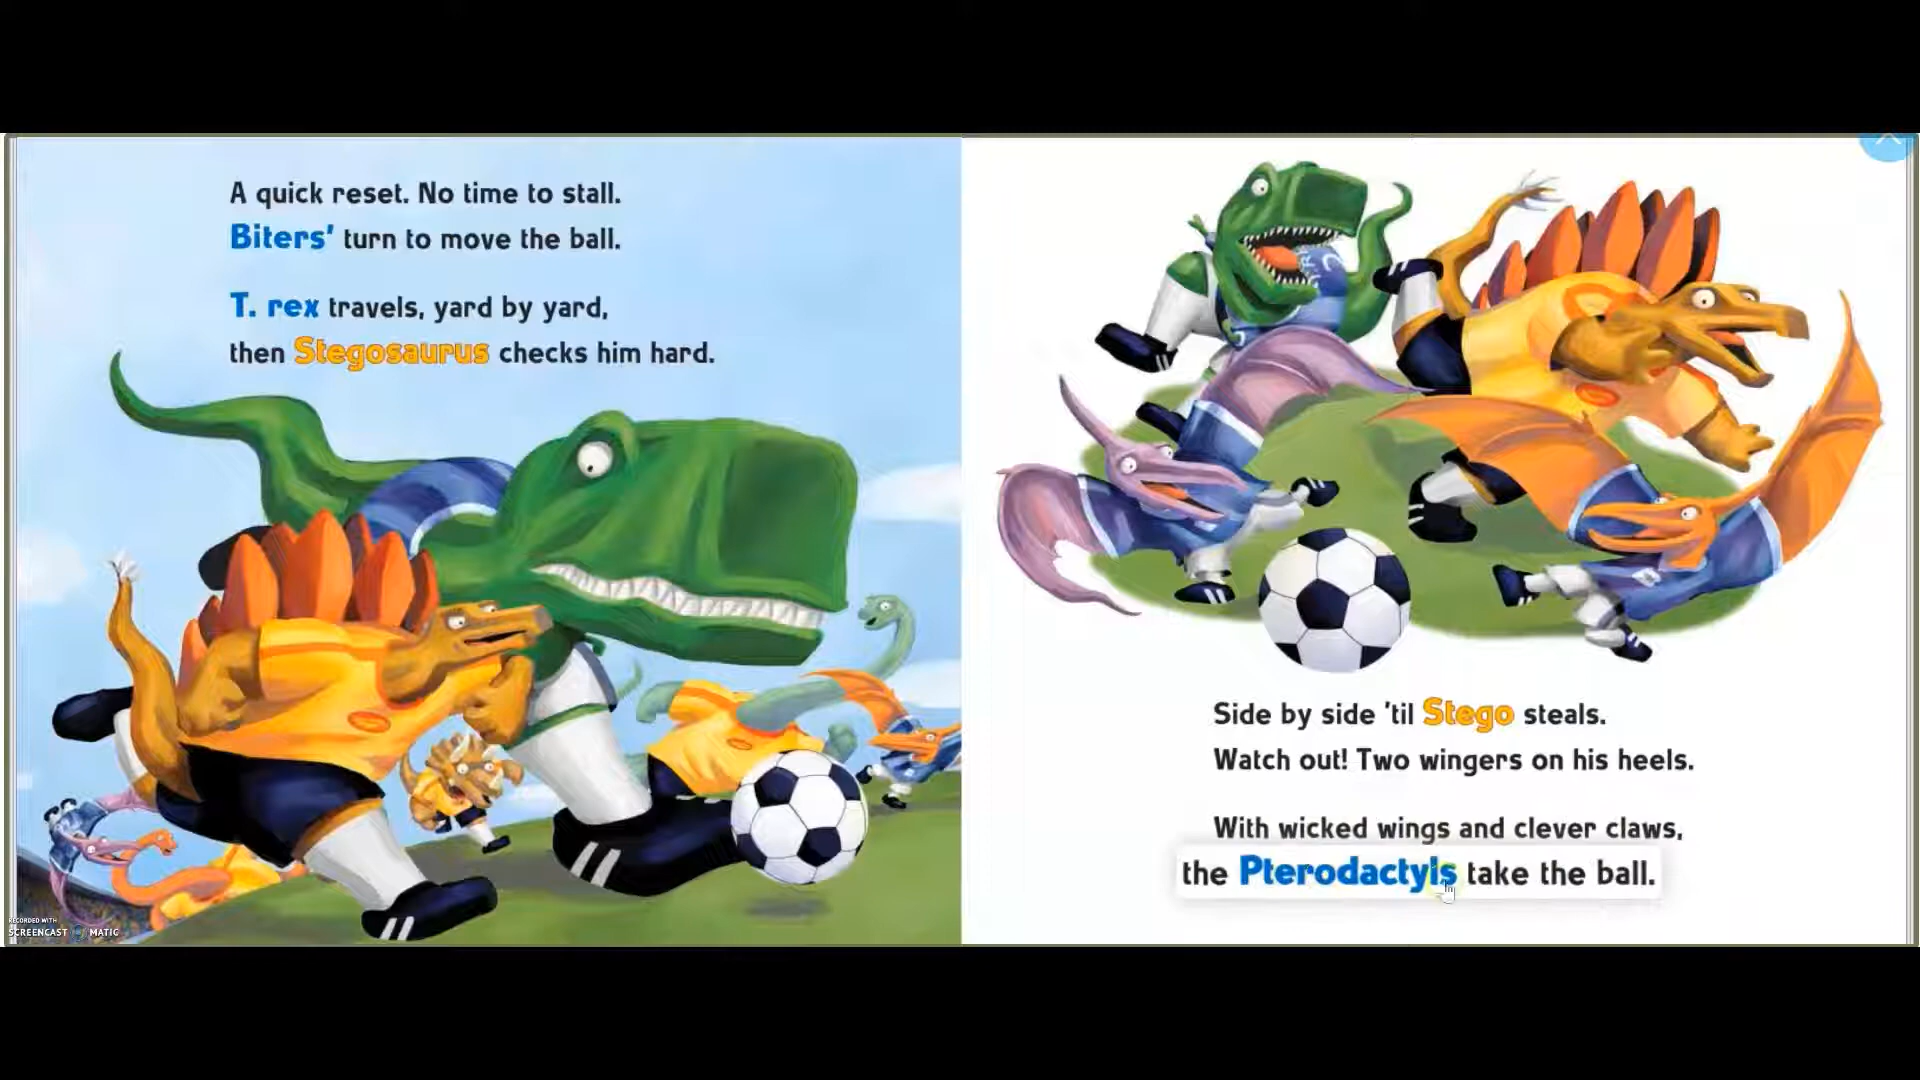 A quick reset. No time to stall.
Biters' turn to move the ball.
T. rex travels, yard by yard,
then Stegosaurus checks him hard.
Side by side 'til Stego steals.
Watch out! Two wingers on his heels.
With wicked wings and clever claws,
the Pterodactyls take the ball.
RECORDED WITH
SCREENCAST MATIC